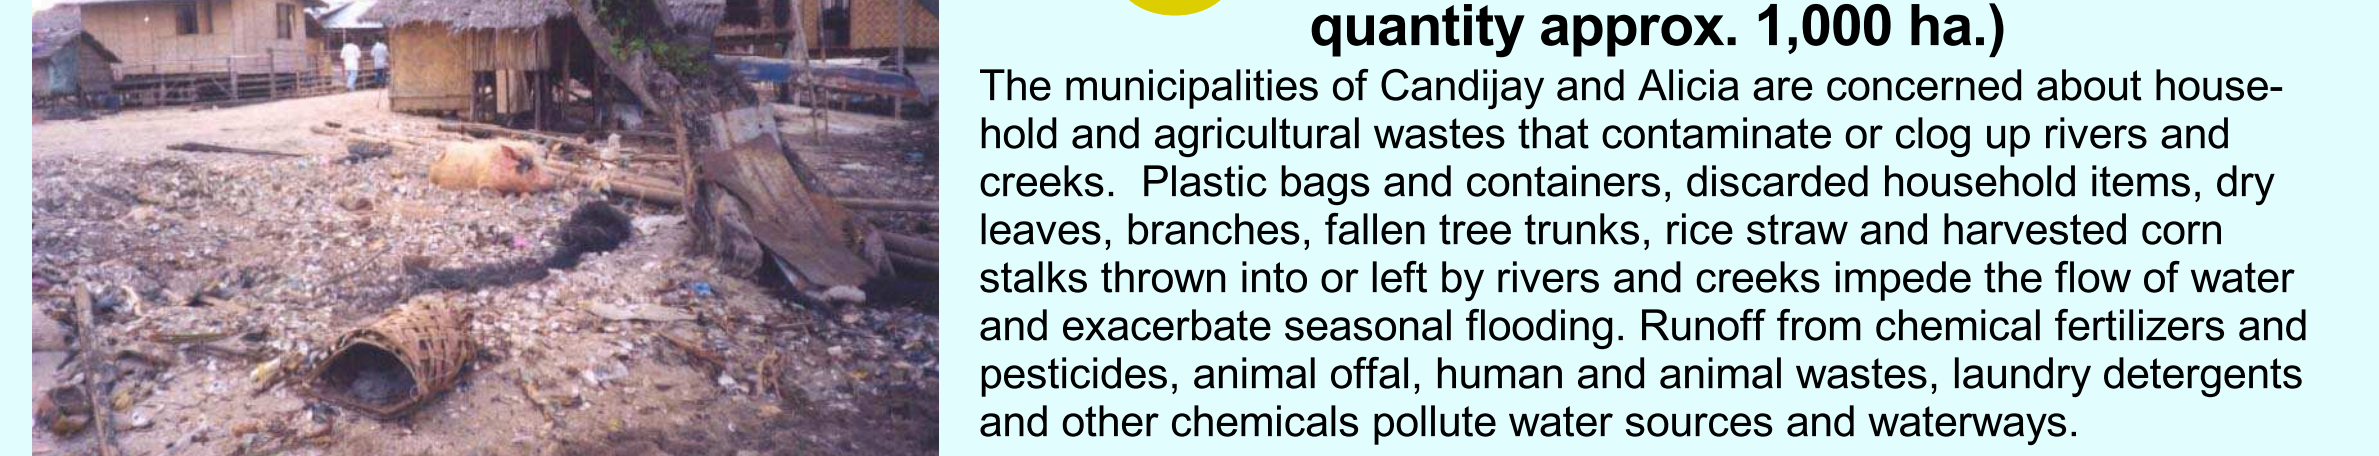 quantity approx. 1,000 ha.)
The municipalities of Candijay and Alicia are concerned about house-
hold and agricultural wastes that contaminate or clog up rivers and
creeks.  Plastic bags and containers, discarded household items, dry
leaves, branches, fallen tree trunks, rice straw and harvested corn
stalks thrown into or left by rivers and creeks impede the flow of water
and exacerbate seasonal flooding. Runoff from chemical fertilizers and
pesticides, animal offal, human and animal wastes, laundry detergents
and other chemicals pollute water sources and waterways.